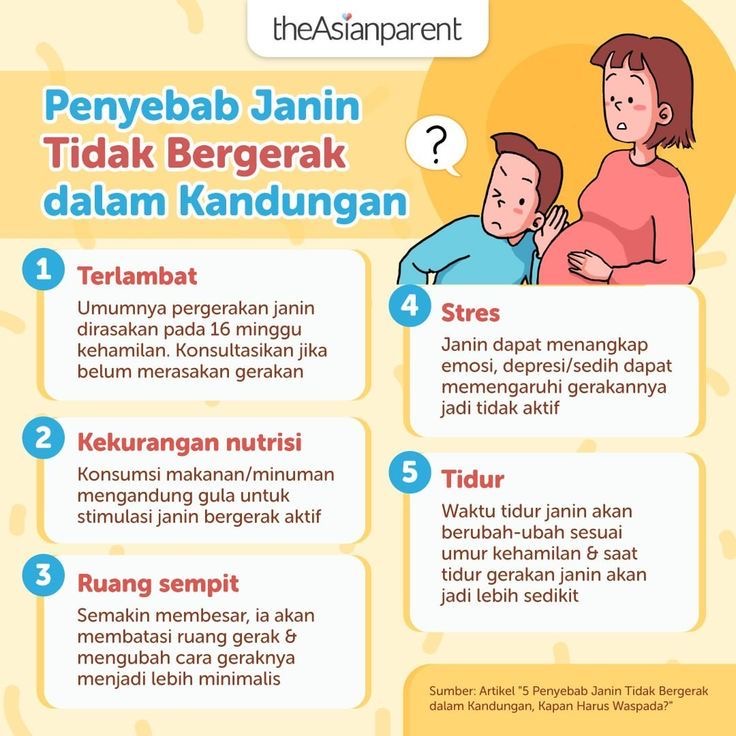 theAsianparent
Penyebab Janin
Tidak Bergerak
dalam Kandungan
?
1
Terlambat
Umumnya pergerakan janin
dirasakan pada 16 minggu
kehamilan. Konsultasikan jika
belum merasakan gerakan
2
Kekurangan nutrisi
Konsumsi makanan/minuman
mengandung gula untuk
stimulasi janin bergerak aktif
3
Ruang sempit
Semakin membesar, ia akan
membatasi ruang gerak &
mengubah cara geraknya
menjadi lebih minimalis
4
Stres
Janin dapat menangkap
emosi, depresi/sedih dapat
memengaruhi gerakannya
jadi tidak aktif
5
Tidur
Waktu tidur janin akan
berubah-ubah sesuai
umur kehamilan & saat
tidur gerakan janin akan
jadi lebih sedikit
Sumber: Artikel "5 Penyebab Janin Tidak Bergerak
dalam Kandungan, Kapan Harus Waspada?"